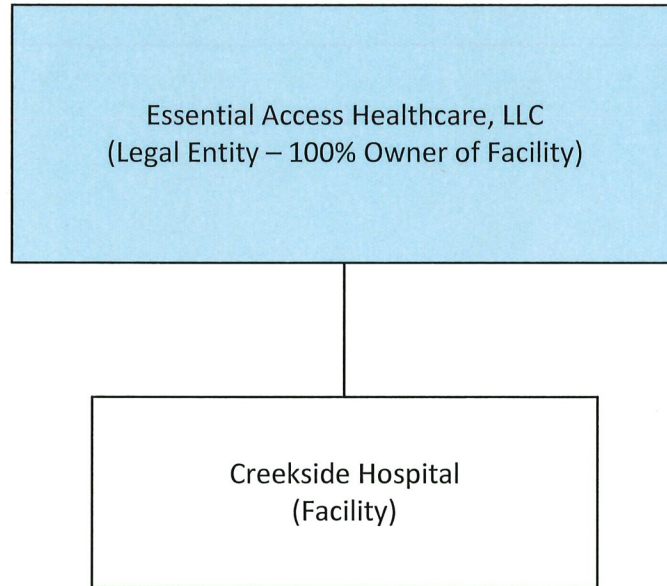 Essential Access Healthcare, LLC
(Legal Entity – 100% Owner of Facility)
Creekside Hospital
(Facility)